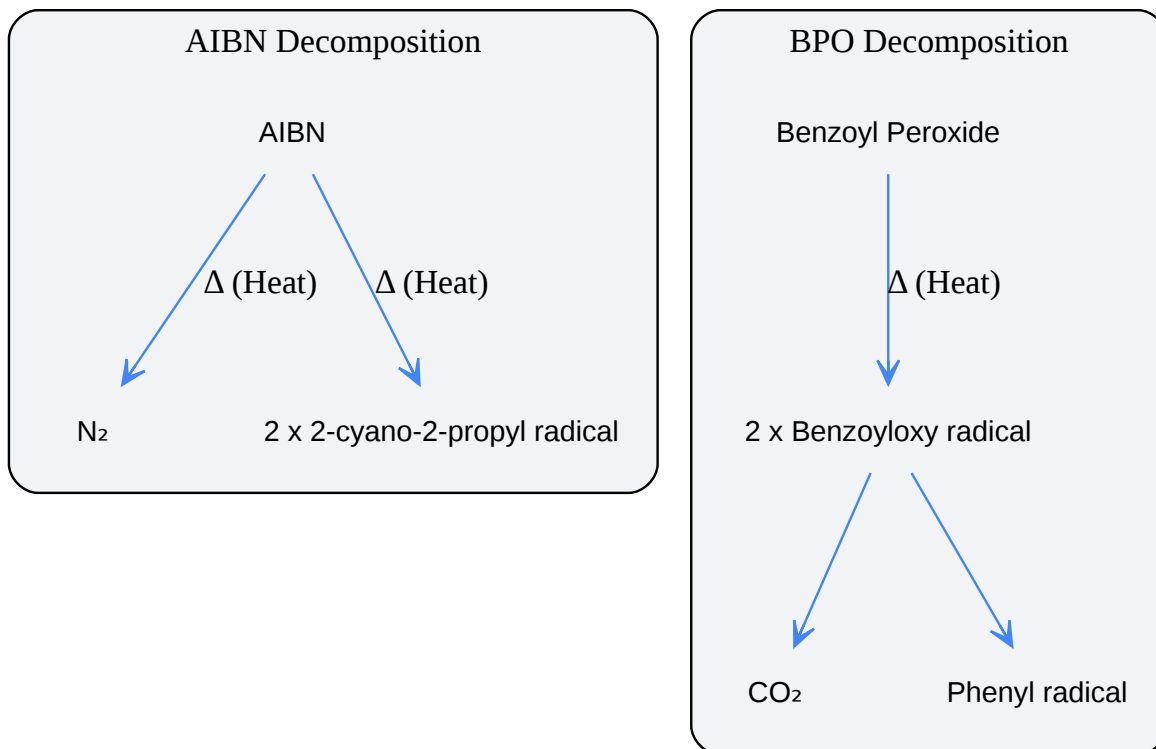 AIBN Decomposition
AIBN
Δ (Heat)
Δ (Heat)
N₂
2 x 2-cyano-2-propyl radical
BPO Decomposition
Benzoyl Peroxide
Δ (Heat)
2 x Benzoyloxy radical
CO₂
Phenyl radical